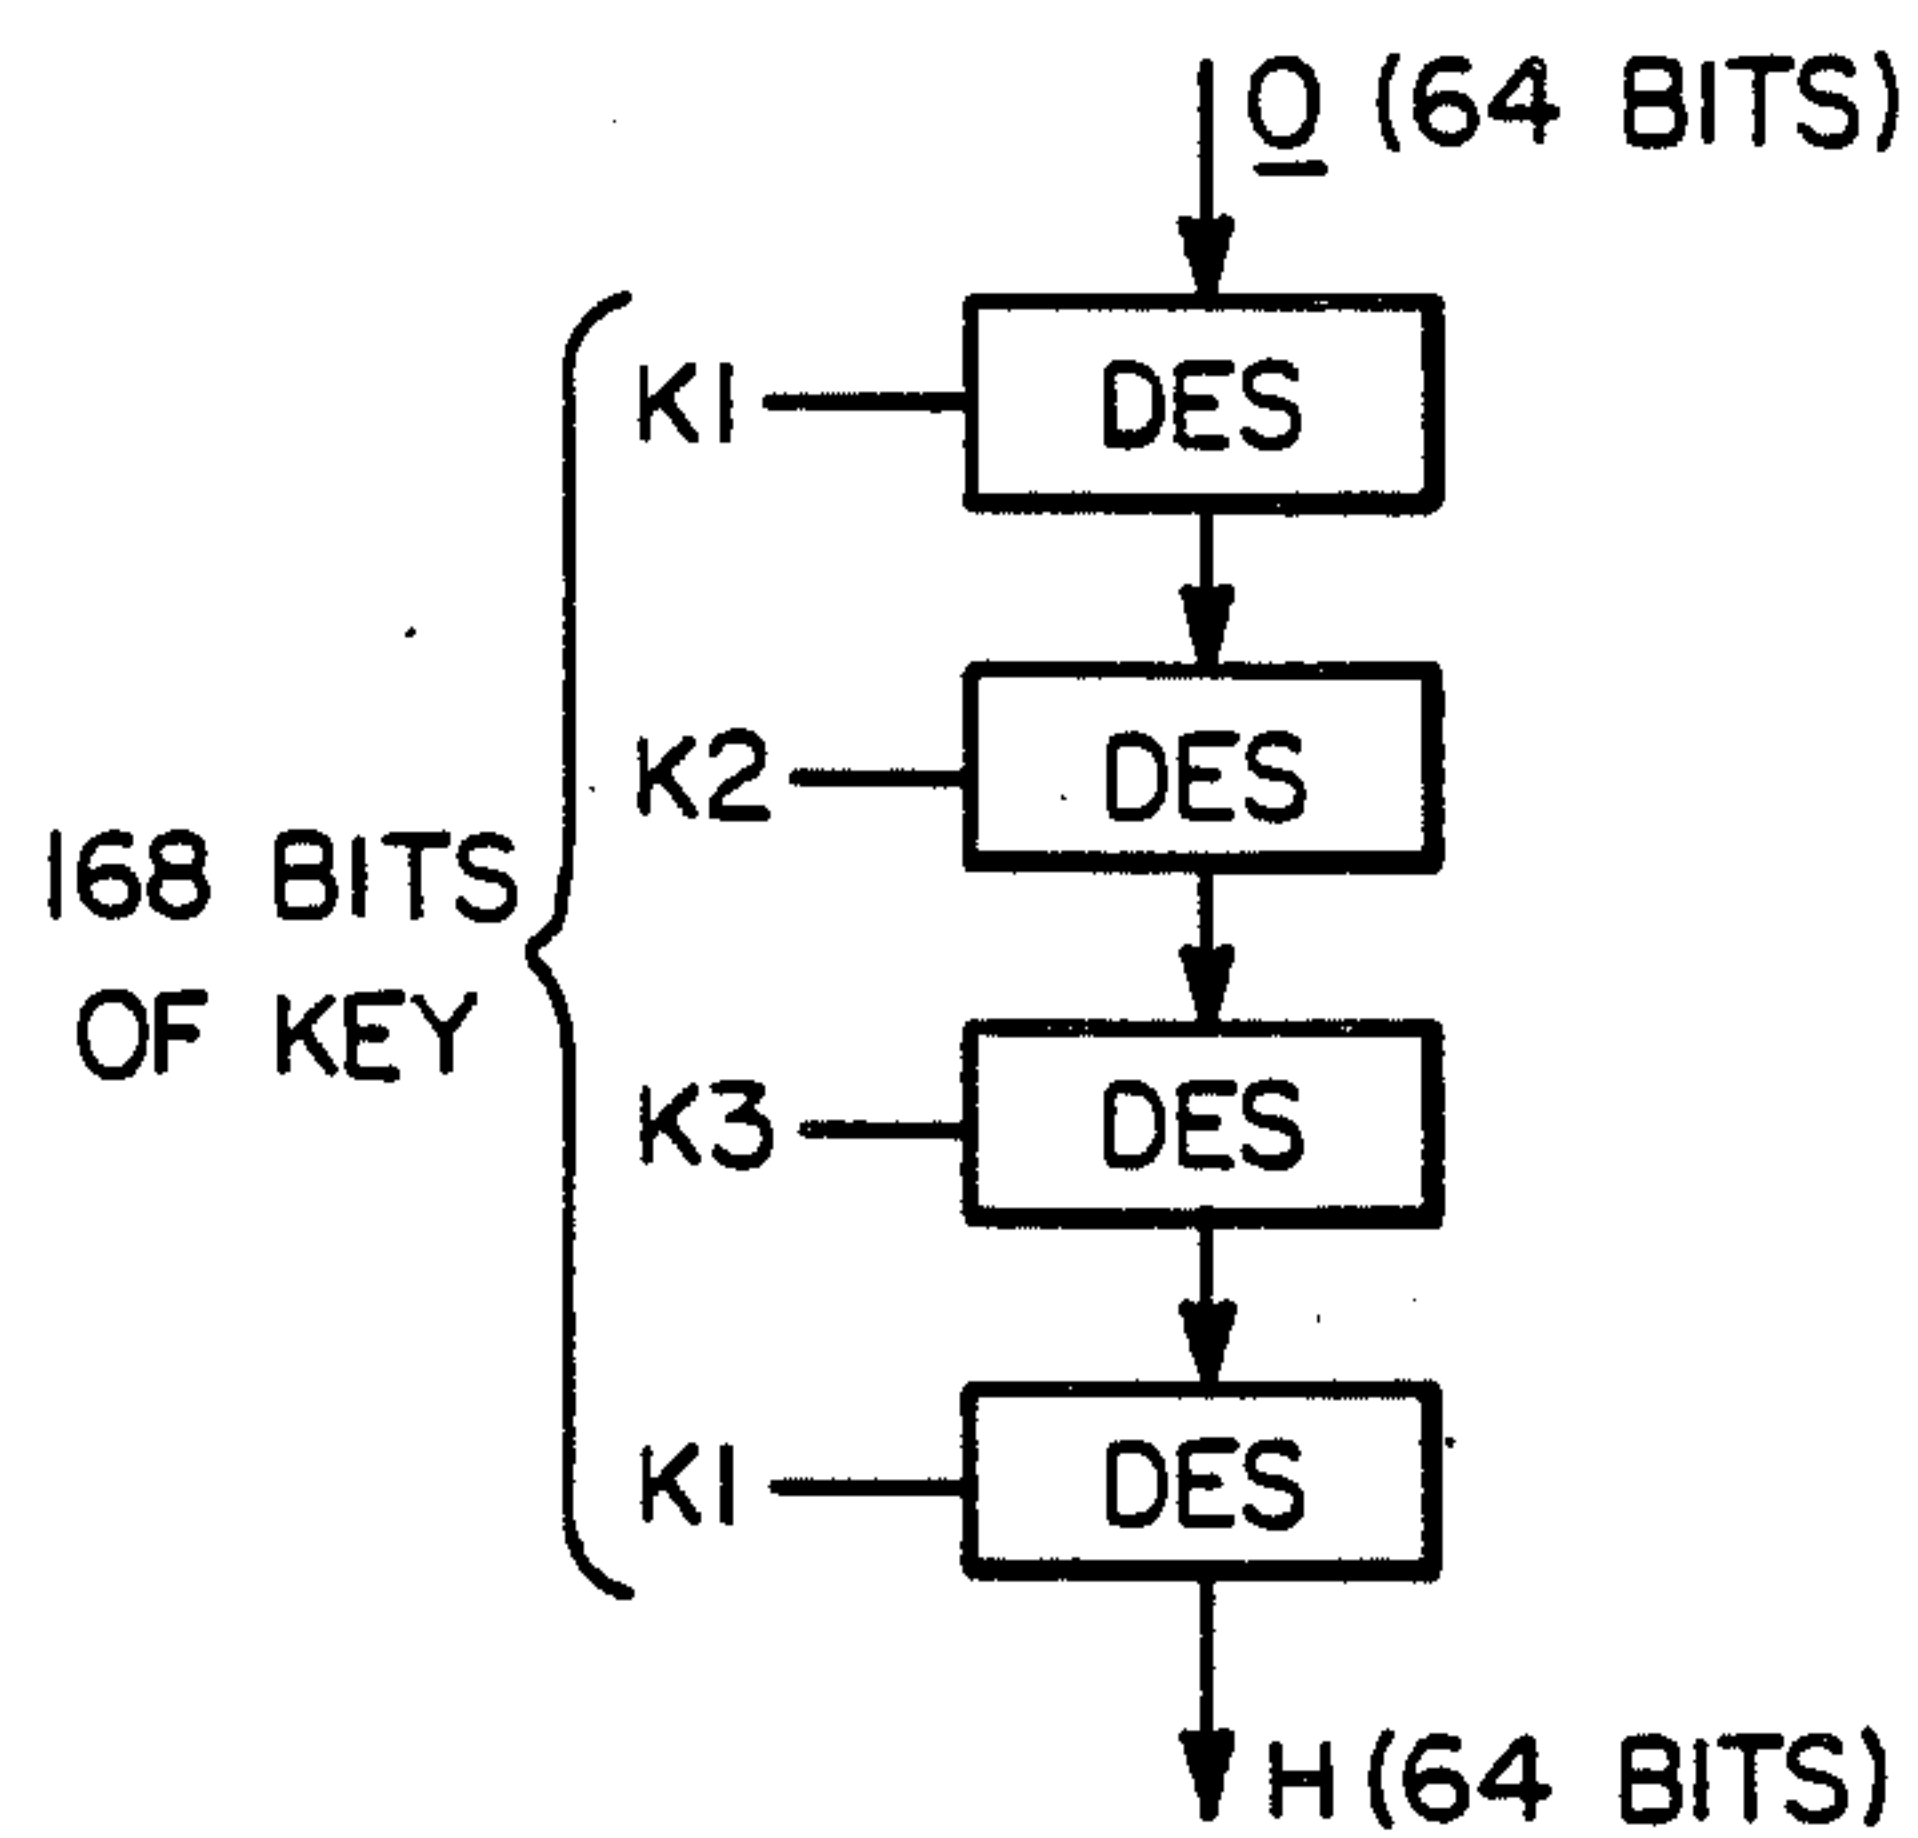 0 (64 BITS)
K1
DES
K2
DES
168 BITS
OF KEY
K3
DES
K1
DES
H (64 BITS)